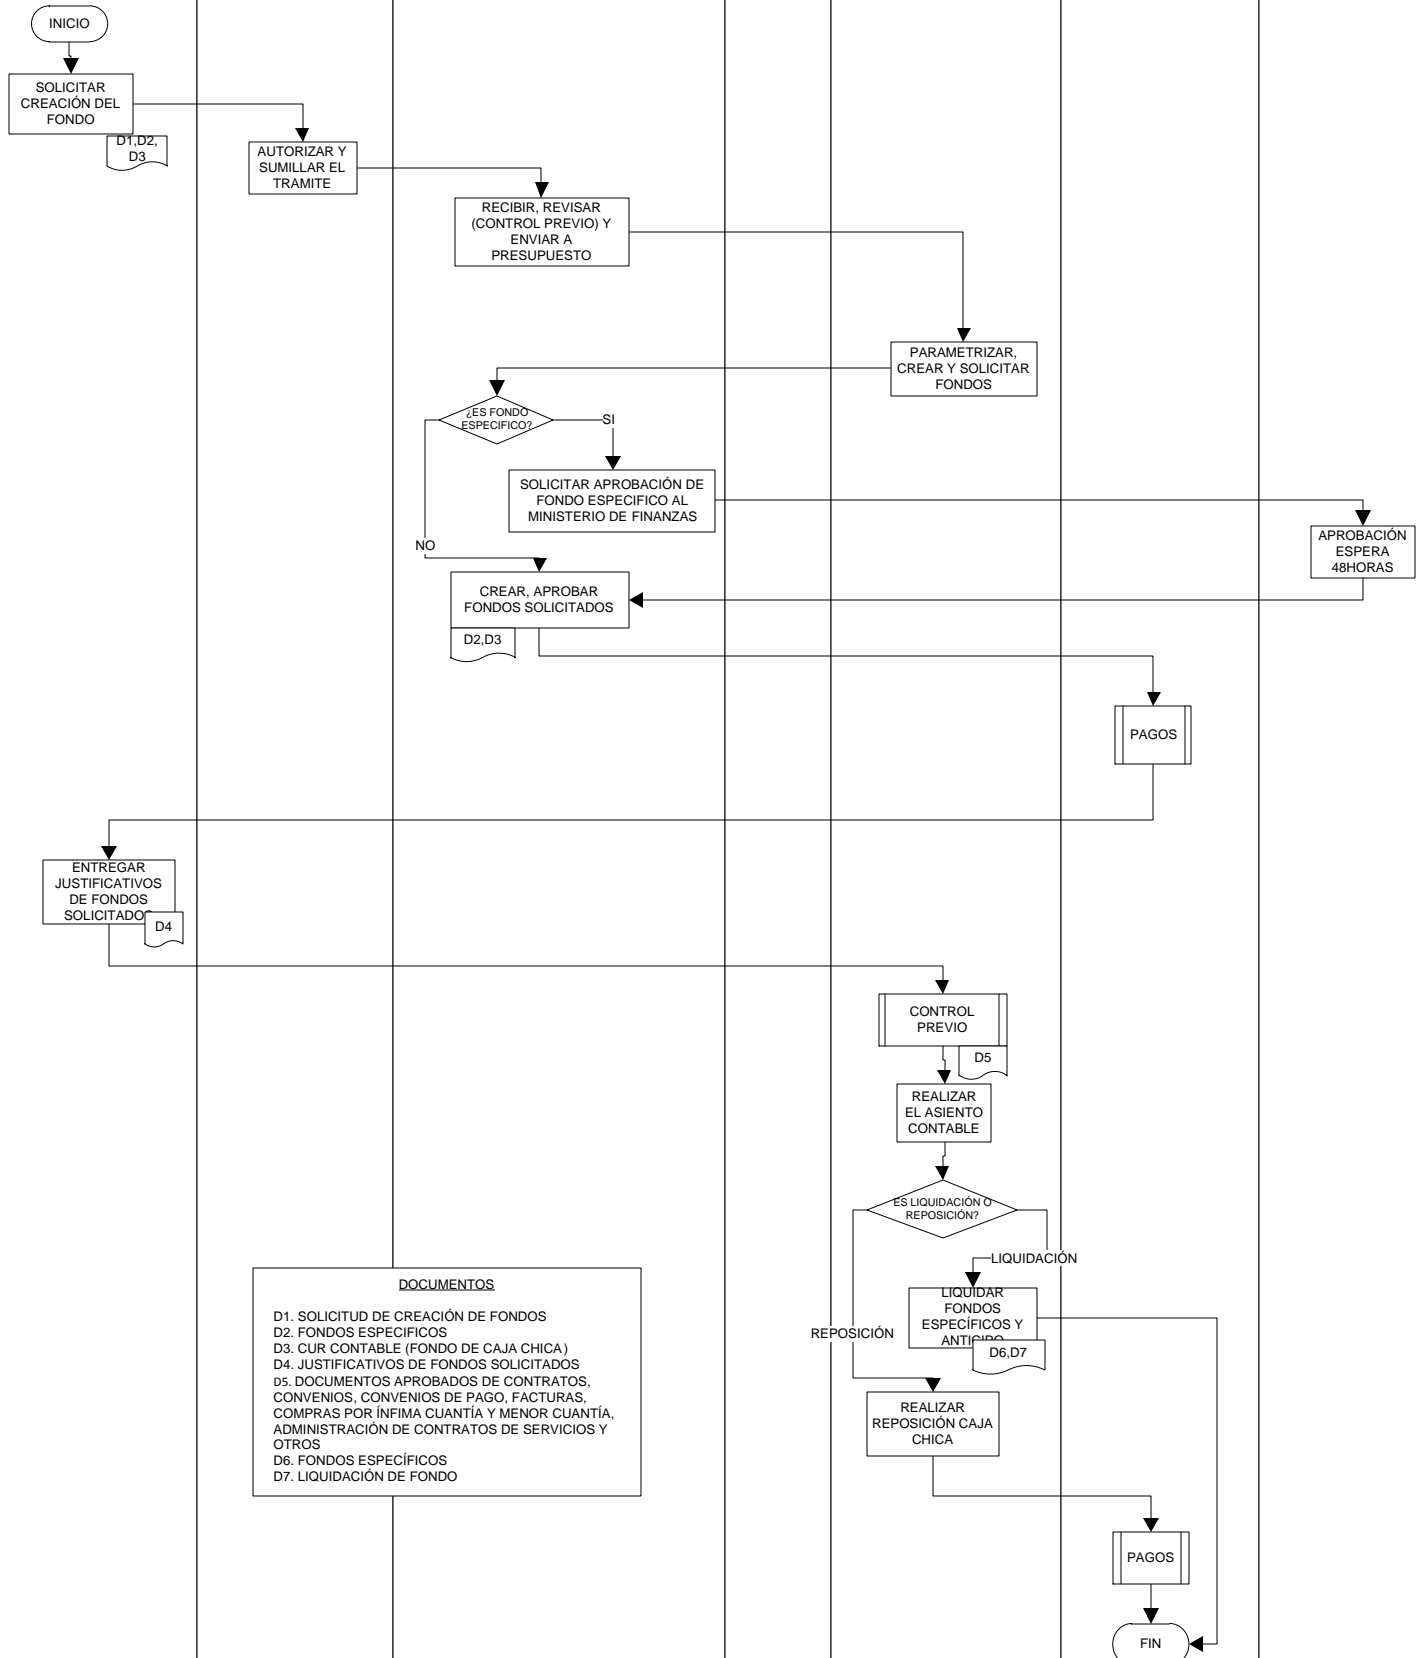 INICIO
SOLICITAR
CREACIÓN DEL
FONDO
D1,D2,
D3
AUTORIZAR Y
SUMILLAR EL
TRAMITE
RECIBIR, REVISAR
(CONTROL PREVIO) Y
ENVIAR A
PRESUPUESTO
PARAMETRIZAR,
CREAR Y SOLICITAR
FONDOS
¿ES FONDO
ESPECIFICO?
SI
SOLICITAR APROBACIÓN DE
FONDO ESPECIFICO AL
MINISTERIO DE FINANZAS
APROBACIÓN
ESPERA
48HORAS
NO
CREAR, APROBAR
FONDOS SOLICITADOS
D2,D3
PAGOS
ENTREGAR
JUSTIFICATIVOS
DE FONDOS
SOLICITADOS
D4
CONTROL
PREVIO
D5
REALIZAR
EL ASIENTO
CONTABLE
ES LIQUIDACIÓN O
REPOSICIÓN?
LIQUIDACIÓN
LIQUIDAR
FONDOS
ESPECÍFICOS Y
ANTICIPO
D6,D7
REPOSICIÓN
REALIZAR
REPOSICIÓN CAJA
CHICA
PAGOS
FIN
DOCUMENTOS
D1. SOLICITUD DE CREACIÓN DE FONDOS
D2. FONDOS ESPECIFICOS
D3. CUR CONTABLE (FONDO DE CAJA CHICA)
D4. JUSTIFICATIVOS DE FONDOS SOLICITADOS
D5. DOCUMENTOS APROBADOS DE CONTRATOS,
CONVENIOS, CONVENIOS DE PAGO, FACTURAS,
COMPRAS POR ÍNFIMA CUANTÍA Y MENOR CUANTÍA,
ADMINISTRACIÓN DE CONTRATOS DE SERVICIOS Y
OTROS
D6. FONDOS ESPECÍFICOS
D7. LIQUIDACIÓN DE FONDO